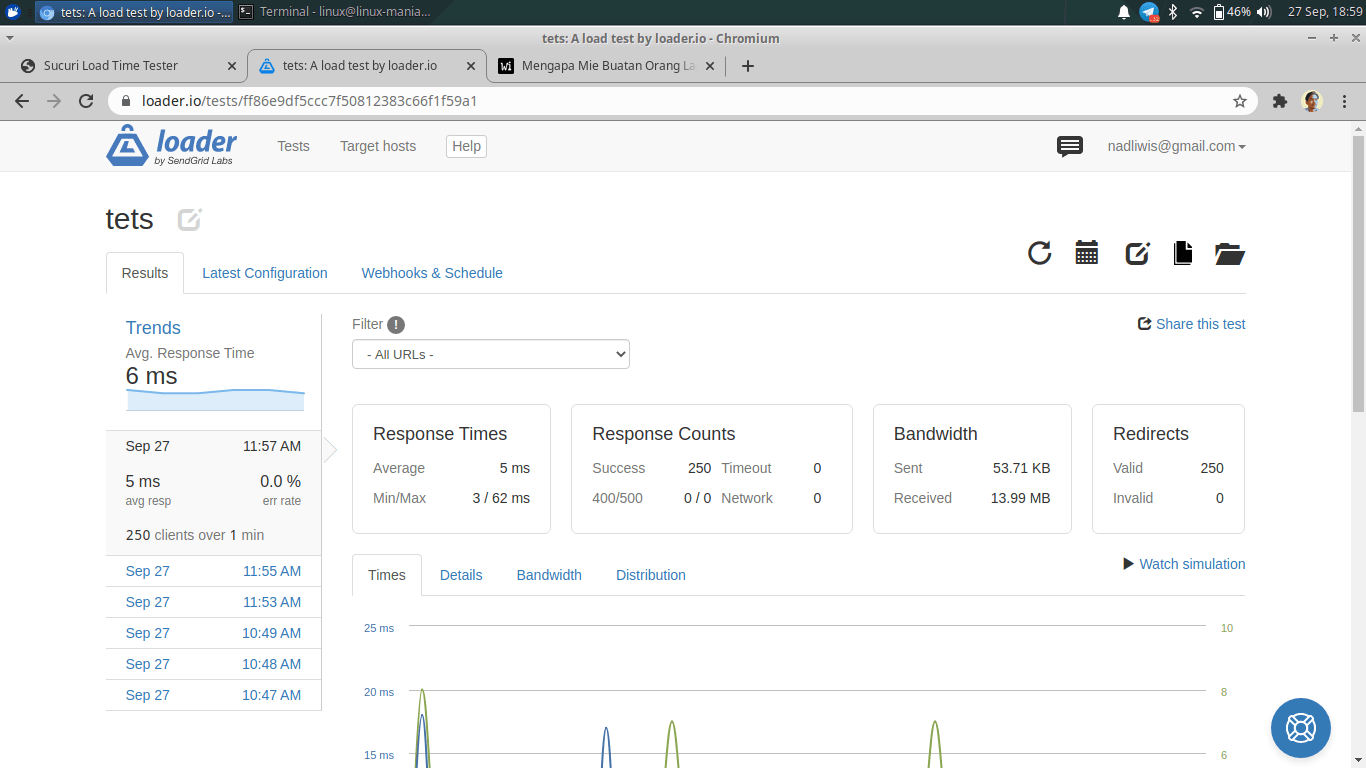 tets: A load test by loader.io -...
Terminal - linux@linux-mania...
46%
27 Sep, 18:59
tets: A load test by loader.io - Chromium
Sucuri Load Time Tester
tets: A load test by loader.io
Mengapa Mie Buatan Orang La
loader.io/tests/ff86e9df5ccc7f50812383c66f1f59a1
loader
by SendGrid Labs
Tests
Target hosts
Help
nadliwis@gmail.com
tets
Results
Latest Configuration
Webhooks & Schedule
Trends
Avg. Response Time
6 ms
Sep 27 11:57 AM
5 ms 0.0 %
avg resp err rate
250 clients over 1 min
Sep 27 11:55 AM
Sep 27 11:53 AM
Sep 27 10:49 AM
Sep 27 10:48 AM
Sep 27 10:47 AM
Filter !
Share this test
- All URLs -
Response Times
Average 5 ms
Min/Max 3 / 62 ms
Response Counts
Success 250 Timeout 0
400/500 0 / 0 Network 0
Bandwidth
Sent 53.71 KB
Received 13.99 MB
Redirects
Valid 250
Invalid 0
Times
Details
Bandwidth
Distribution
Watch simulation
25 ms 10
20 ms 8
15 ms 6